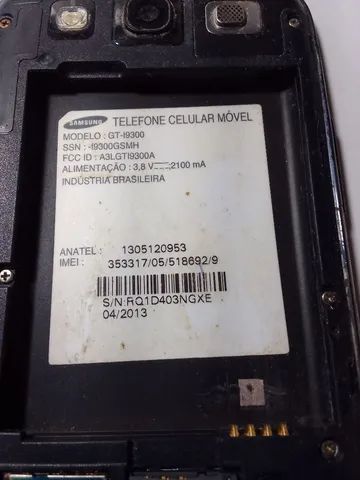 SAMSUNG TELEFONE CELULAR MÓVEL
MODELO : GT-I9300
SSN : -I9300GSMH
FCC ID : A3LGTI9300A
ALIMENTAÇÃO : 3,8 V⎓2100 mA
INDÚSTRIA BRASILEIRA
ANATEL : 1305120953
IMEI : 353317/05/518692/9
S/N:RQ1D403NGXE
04/2013